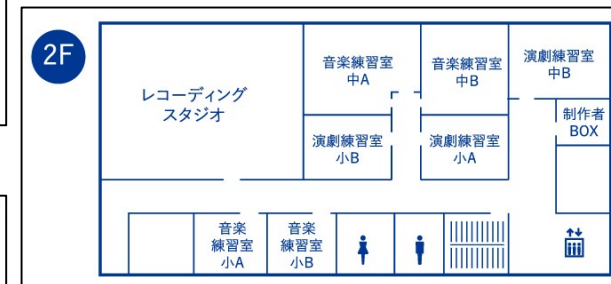 2F
レコーディング
スタジオ
音楽練習室
中A
音楽練習室
中B
演劇練習室
中B
制作者
BOX
演劇練習室
小B
演劇練習室
小A
音楽
練習室
小A
音楽
練習室
小B